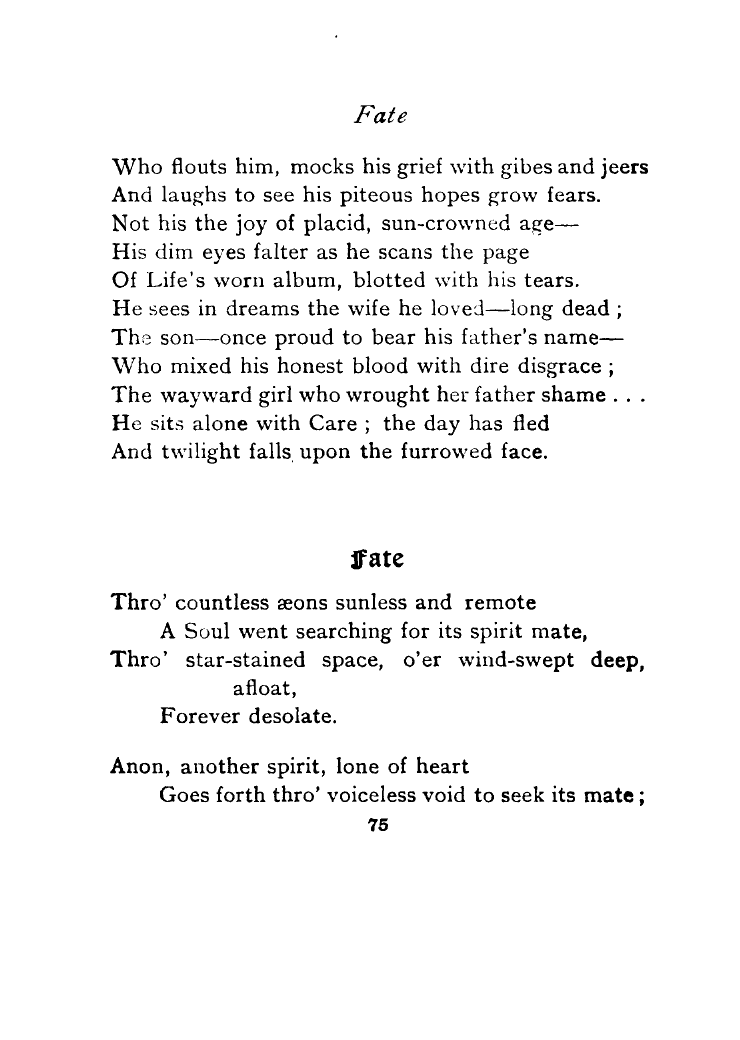 Fate
Who flouts him, mocks his grief with gibes and jeers
And laughs to see his piteous hopes grow fears.
Not his the joy of placid, sun-crowned age—
His dim eyes falter as he scans the page
Of Life's worn album, blotted with his tears.
He sees in dreams the wife he loved—long dead ;
The son—once proud to bear his father's name—
Who mixed his honest blood with dire disgrace ;
The wayward girl who wrought her father shame . . .
He sits alone with Care ; the day has fled
And twilight falls upon the furrowed face.
Fate
Thro' countless æons sunless and remote
A Soul went searching for its spirit mate,
Thro' star-stained space, o'er wind-swept deep,
afloat,
Forever desolate.
Anon, another spirit, lone of heart
Goes forth thro' voiceless void to seek its mate ;
75